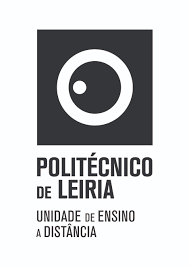 POLITÉCNICO
DE LEIRIA
UNIDADE DE ENSINO
A DISTÂNCIA